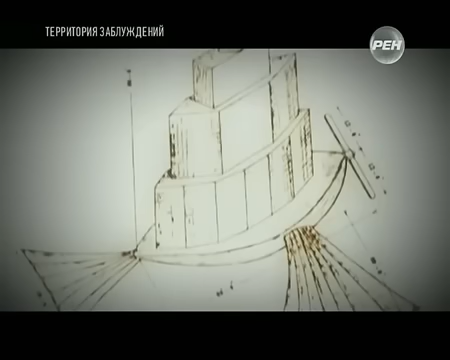 ТЕРРИТОРИЯ ЗАБЛУЖДЕНИЙ
РЕН